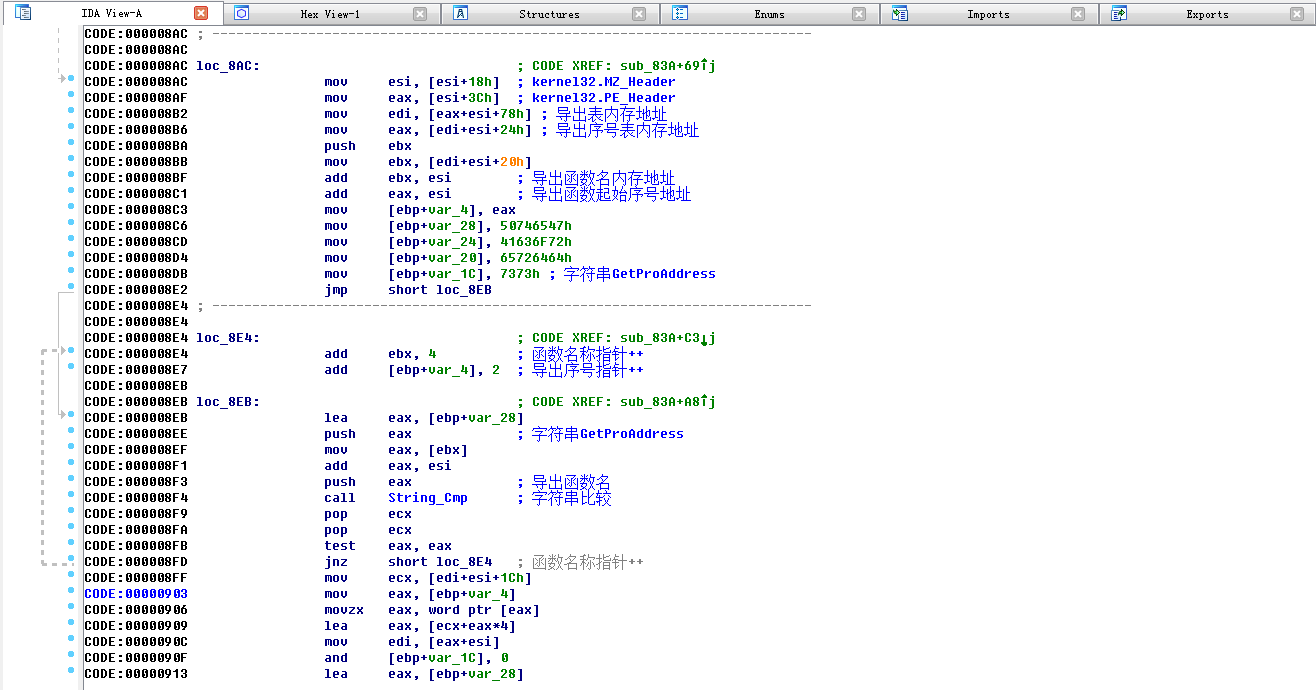 IDA View-A Hex View-1 Structures Enums Imports Exports
CODE:000008AC ; ---------------------------------------------------------------------------
CODE:000008AC
CODE:000008AC loc_8AC: ; CODE XREF: sub_83A+69↑j
CODE:000008AC mov esi, [esi+18h] ; kernel32.MZ_Header
CODE:000008AF mov eax, [esi+3Ch] ; kernel32.PE_Header
CODE:000008B2 mov edi, [eax+esi+78h] ; 导出表内存地址
CODE:000008B6 mov eax, [edi+esi+24h] ; 导出序号表内存地址
CODE:000008BA push ebx
CODE:000008BB mov ebx, [edi+esi+20h]
CODE:000008BF add ebx, esi ; 导出函数名内存地址
CODE:000008C1 add eax, esi ; 导出函数起始序号地址
CODE:000008C3 mov [ebp+var_4], eax
CODE:000008C6 mov [ebp+var_28], 50746547h
CODE:000008CD mov [ebp+var_24], 41636F72h
CODE:000008D4 mov [ebp+var_20], 65726464h
CODE:000008DB mov [ebp+var_1C], 7373h ; 字符串GetProAddress
CODE:000008E2 jmp short loc_8EB
CODE:000008E4 ; ---------------------------------------------------------------------------
CODE:000008E4
CODE:000008E4 loc_8E4: ; CODE XREF: sub_83A+C3↓j
CODE:000008E4 add ebx, 4 ; 函数名称指针++
CODE:000008E7 add [ebp+var_4], 2 ; 导出序号指针++
CODE:000008EB
CODE:000008EB loc_8EB: ; CODE XREF: sub_83A+A8↑j
CODE:000008EB lea eax, [ebp+var_28]
CODE:000008EE push eax ; 字符串GetProAddress
CODE:000008EF mov eax, [ebx]
CODE:000008F1 add eax, esi
CODE:000008F3 push eax ; 导出函数名
CODE:000008F4 call String_Cmp ; 字符串比较
CODE:000008F9 pop ecx
CODE:000008FA pop ecx
CODE:000008FB test eax, eax
CODE:000008FD jnz short loc_8E4 ; 函数名称指针++
CODE:000008FF mov ecx, [edi+esi+1Ch]
CODE:00000903 mov eax, [ebp+var_4]
CODE:00000906 movzx eax, word ptr [eax]
CODE:00000909 lea eax, [ecx+eax*4]
CODE:0000090C mov edi, [eax+esi]
CODE:0000090F and [ebp+var_1C], 0
CODE:00000913 lea eax, [ebp+var_28]